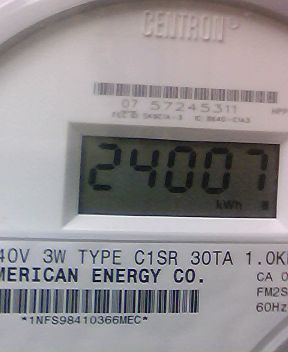 CENTRON®
07 57245311
24007
kWh
40V 3W TYPE C1SR 30TA 1.0K
MERICAN ENERGY CO.
CA 0
FM2S
60Hz
*1NFS98410366MEC*